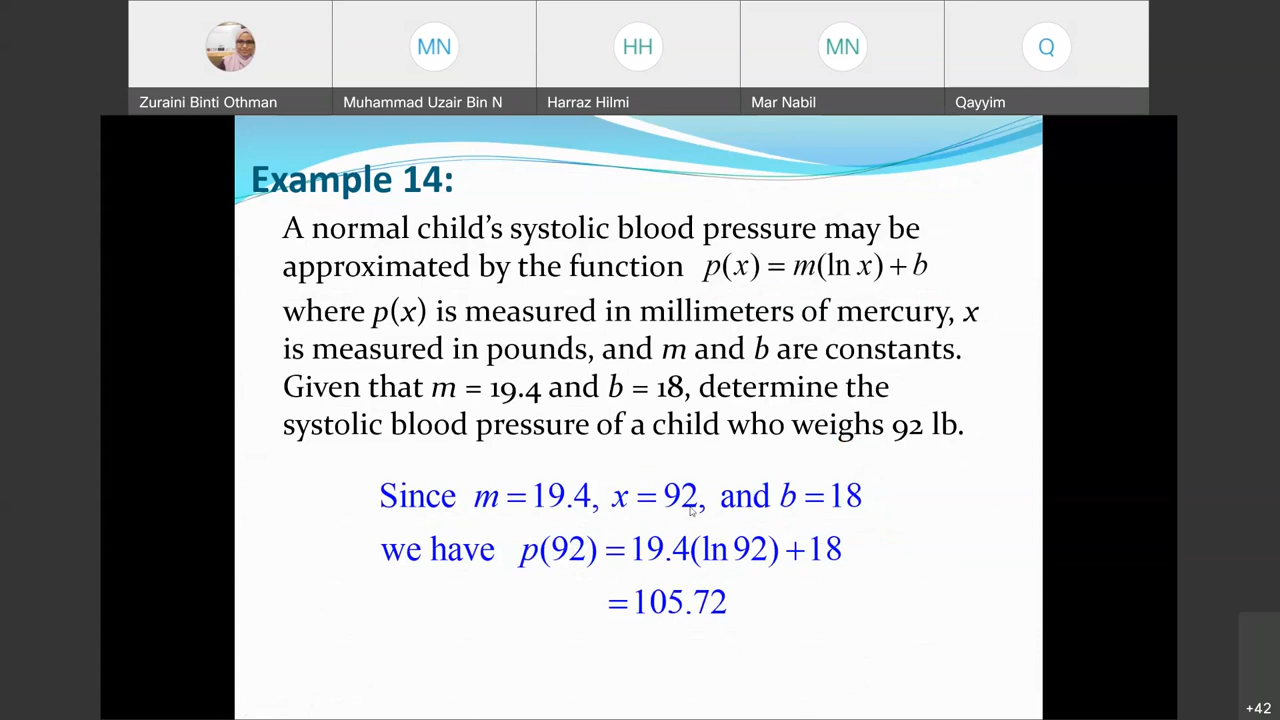 MN
HH
MN
Q
Zuraini Binti Othman
Muhammad Uzair Bin N
Harraz Hilmi
Mar Nabil
Qayyim
Example 14:
A normal child's systolic blood pressure may be
approximated by the function p(x) = m(ln x) + b
where p(x) is measured in millimeters of mercury, x
is measured in pounds, and m and b are constants.
Given that m = 19.4 and b = 18, determine the
systolic blood pressure of a child who weighs 92 lb.
Since m = 19.4, x = 92, and b = 18
we have p(92) = 19.4(ln 92) + 18
= 105.72
+42